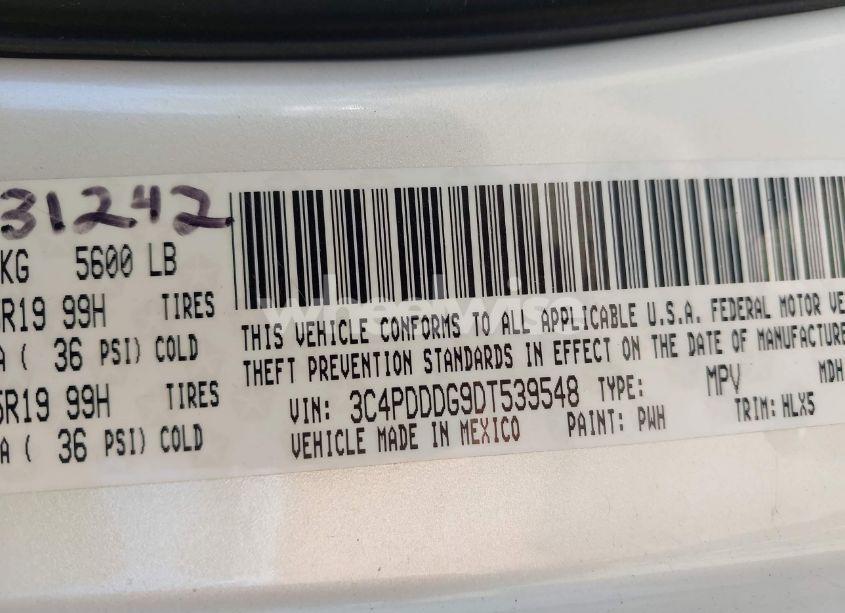 31242
KG 5600 LB
R19 99H TIRES
A ( 36 PSI) COLD
5R19 99H TIRES
A ( 36 PSI) COLD
wheelwise
THIS VEHICLE CONFORMS TO ALL APPLICABLE U.S.A. FEDERAL MOTOR VE
THEFT PREVENTION STANDARDS IN EFFECT ON THE DATE OF MANUFACTURE
VIN: 3C4PDDDG9DT539548 TYPE: MPV MDH
VEHICLE MADE IN MEXICO PAINT: PWH TRIM: HLX5